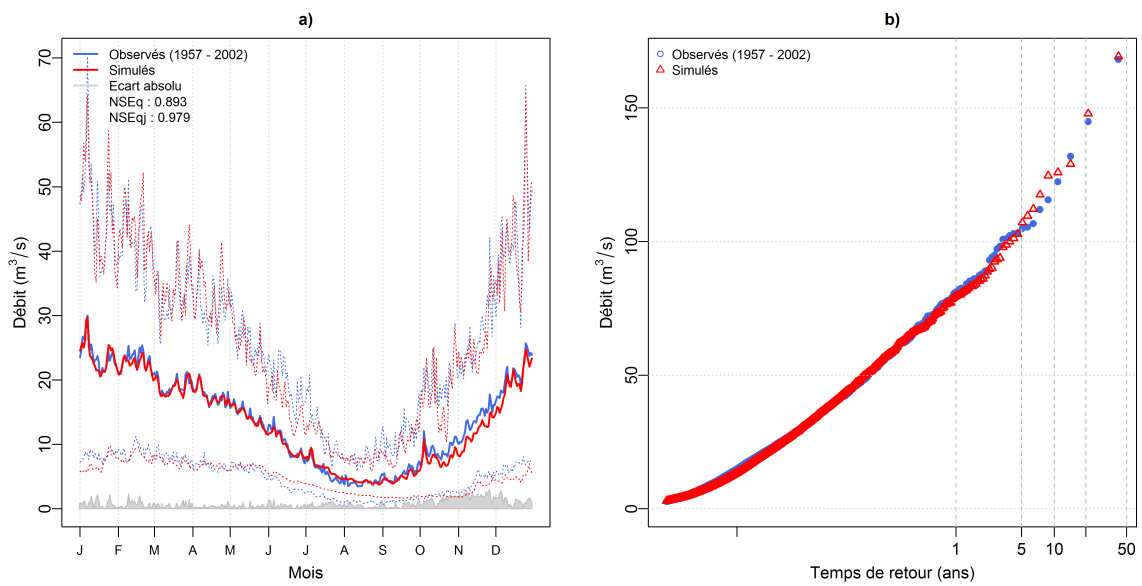 a)
Observés (1957 - 2002)
Simulés
Ecart absolu
NSEq : 0.893
NSEqj : 0.979
Débit (m³/s)
70
60
50
40
30
20
10
0
J F M A M J J A S O N D
Mois
b)
Observés (1957 - 2002)
Simulés
Débit (m³/s)
150
100
50
0
1 5 10 50
Temps de retour (ans)